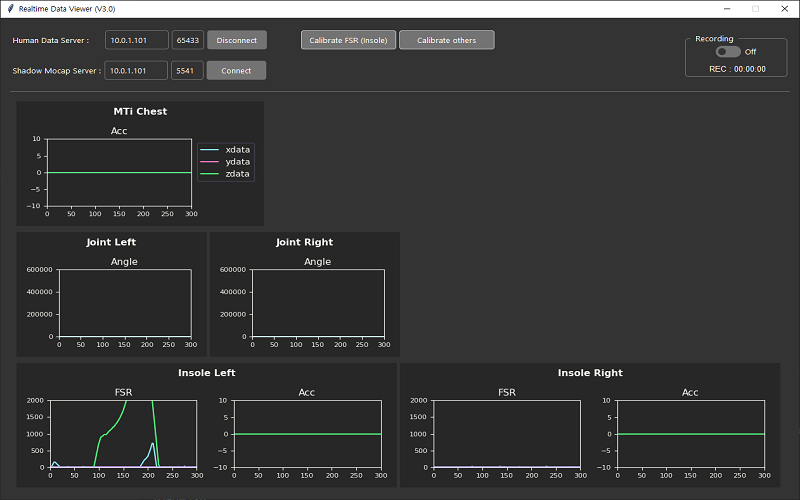 Realtime Data Viewer (V3.0)
Human Data Server : 10.0.1.101 65433 Disconnect Calibrate FSR (Insole) Calibrate others
Recording
Off
REC : 00:00:00
Shadow Mocap Server : 10.0.1.101 5541 Connect
MTi Chest
Acc
10
5
0
−5
−10
0 50 100 150 200 250 300
xdata
ydata
zdata
Joint Left
Angle
600000
400000
200000
0
0 50 100 150 200 250 300
Joint Right
Angle
600000
400000
200000
0
0 50 100 150 200 250 300
Insole Left
FSR
2000
1500
1000
500
0
0 50 100 150 200 250 300
Acc
10
5
0
−5
−10
0 50 100 150 200 250 300
Insole Right
FSR
2000
1500
1000
500
0
0 50 100 150 200 250 300
Acc
10
5
0
−5
−10
0 50 100 150 200 250 300